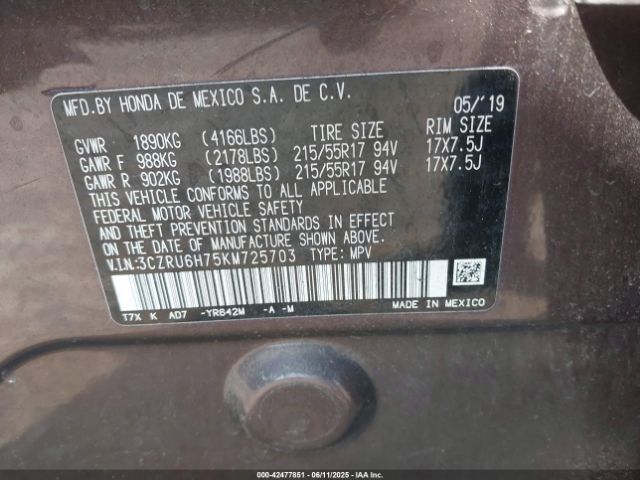 MFD.BY HONDA DE MEXICO S.A. DE C.V. 05/'19
GVWR 1890KG (4166LBS) TIRE SIZE RIM SIZE
GAWR F 988KG (2178LBS) 215/55R17 94V 17X7.5J
GAWR R 902KG (1988LBS) 215/55R17 94V 17X7.5J
THIS VEHICLE CONFORMS TO ALL APPLICABLE
FEDERAL MOTOR VEHICLE SAFETY
AND THEFT PREVENTION STANDARDS IN EFFECT
ON THE DATE OF MANUFACTURE SHOWN ABOVE.
V.I.N:3CZRU6H75KM725703 TYPE: MPV
T7X K AD7 -YR642M -A -M MADE IN MEXICO
000-42477851 - 06/11/2025 - IAA, Inc.